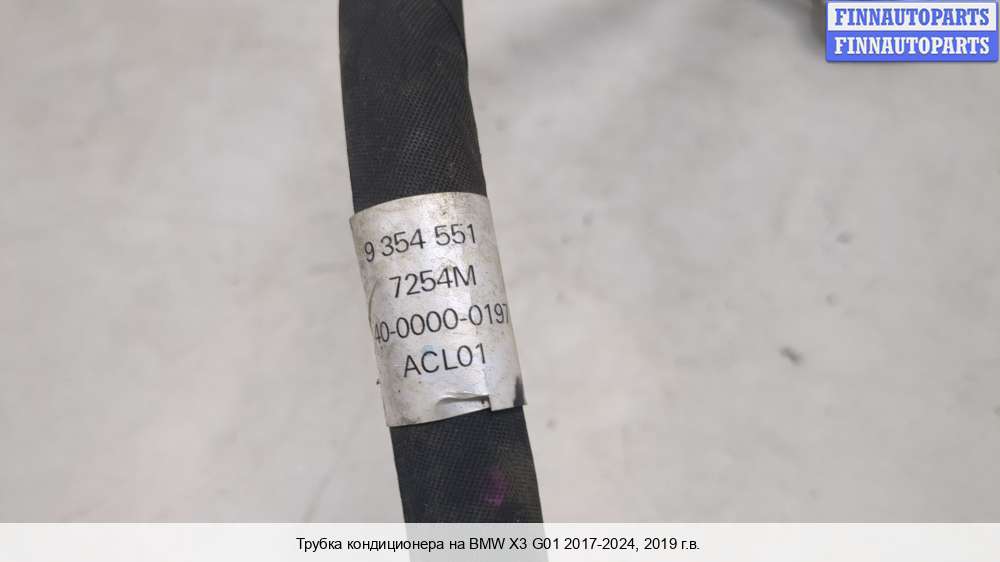 FINNAUTOPARTS
FINNAUTOPARTS
9 354 551
7254M
40-0000-0197
ACL01
Трубка кондиционера на BMW X3 G01 2017-2024, 2019 г.в.